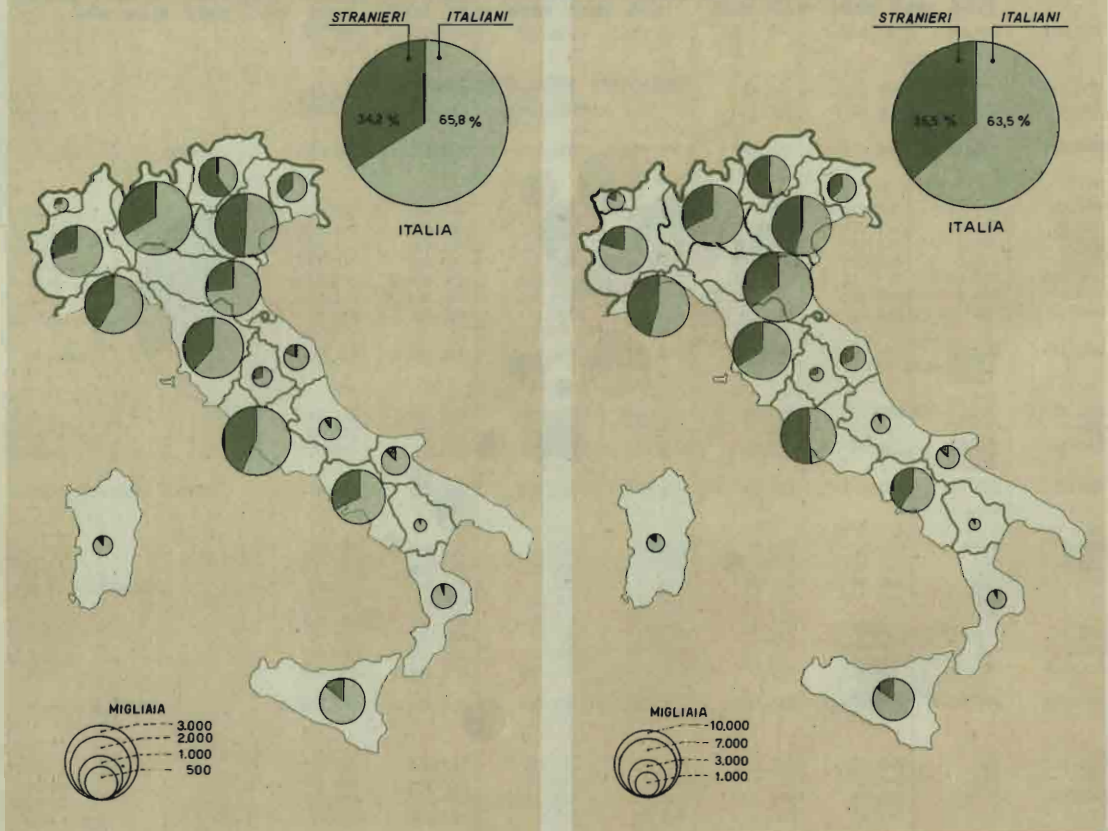 STRANIERI ITALIANI
34,2 % 65,8 %
ITALIA
MIGLIAIA
3.000
2.000
1.000
500
STRANIERI ITALIANI
63,5 %
ITALIA
MIGLIAIA
10.000
7.000
3.000
1.000